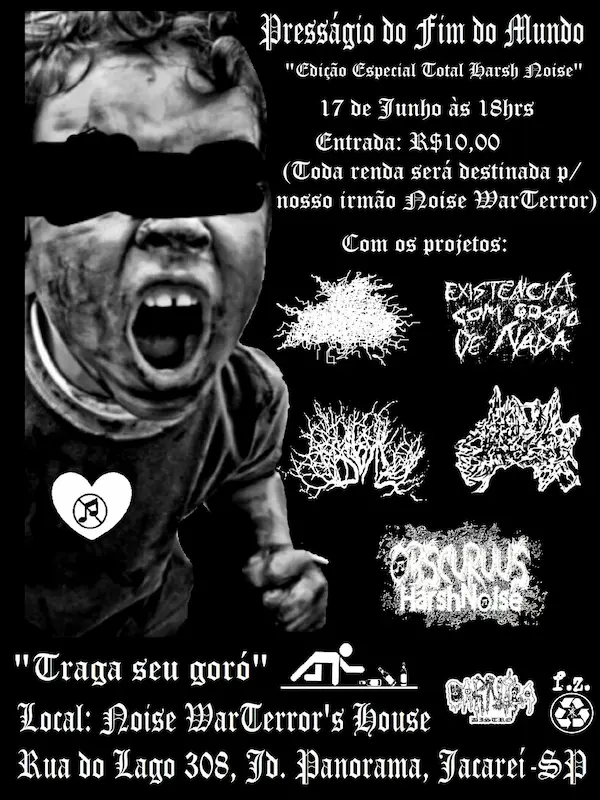 Presságio do Fim do Mundo
"Edição Especial Total Harsh Noise"
17 de Junho às 18hrs
Entrada: R$10,00
(Toda renda será destinada p/
nosso irmão Noise WarTerror)
Com os projetos:
EXISTENCIA
COM GOSTO
DE NADA
OBSCURUS
HarshNoise
"Traga seu goró"
DISTRO
f.z.
Local: Noise WarTerror's House
Rua do Lago 308, Jd. Panorama, Jacareí-SP